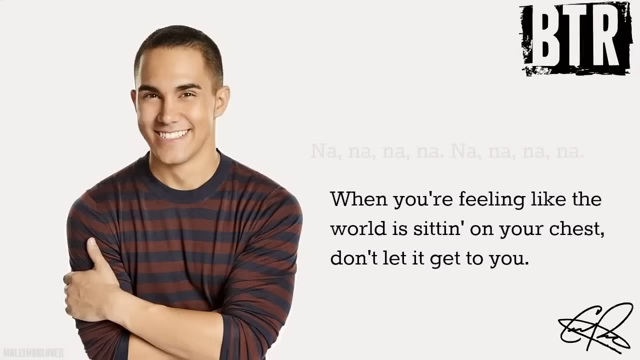 BTR
Na, na, na, na. Na, na, na, na.
When you're feeling like the
world is sittin' on your chest,
don't let it get to you.